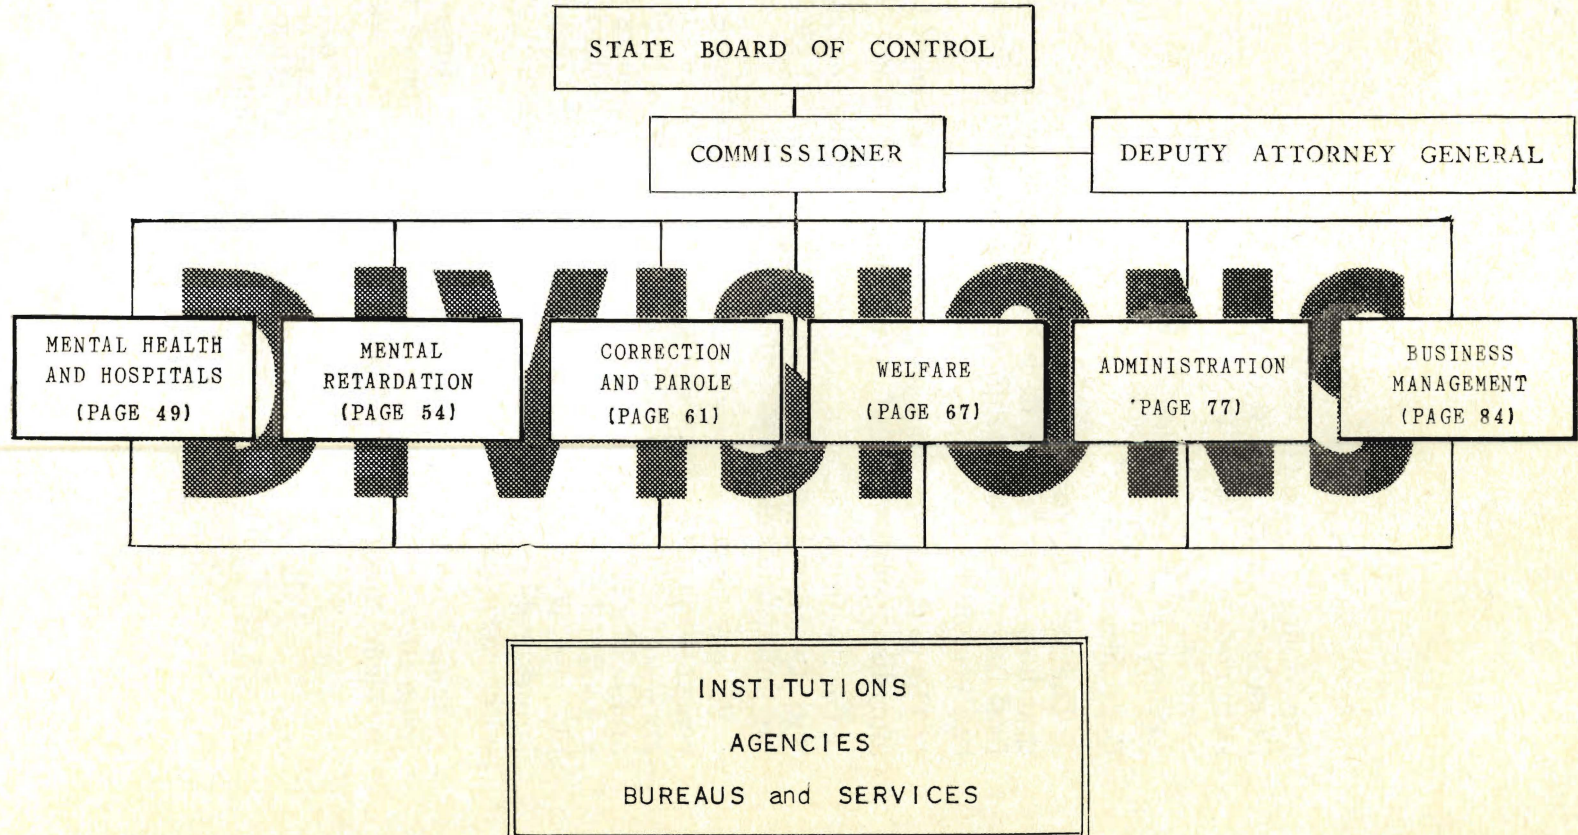 STATE BOARD OF CONTROL
COMMISSIONER
DEPUTY ATTORNEY GENERAL
DIVISIONS
MENTAL HEALTH
AND HOSPITALS
(PAGE 49)
MENTAL
RETARDATION
(PAGE 54)
CORRECTION
AND PAROLE
(PAGE 61)
WELFARE
(PAGE 67)
ADMINISTRATION
'PAGE 77)
BUSINESS
MANAGEMENT
(PAGE 84)
INSTITUTIONS
AGENCIES
BUREAUS and SERVICES